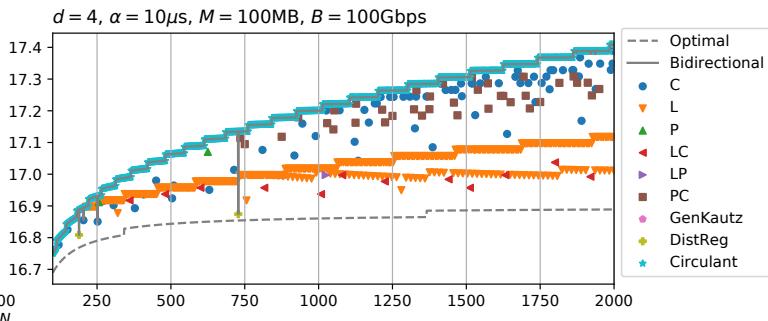 d = 4, α = 10μs, M = 100MB, B = 100Gbps
17.4
17.3
17.2
17.1
17.0
16.9
16.8
16.7
00 250 500 750 1000 1250 1500 1750 2000
N
Optimal
Bidirectional
C
L
P
LC
LP
PC
GenKautz
DistReg
Circulant